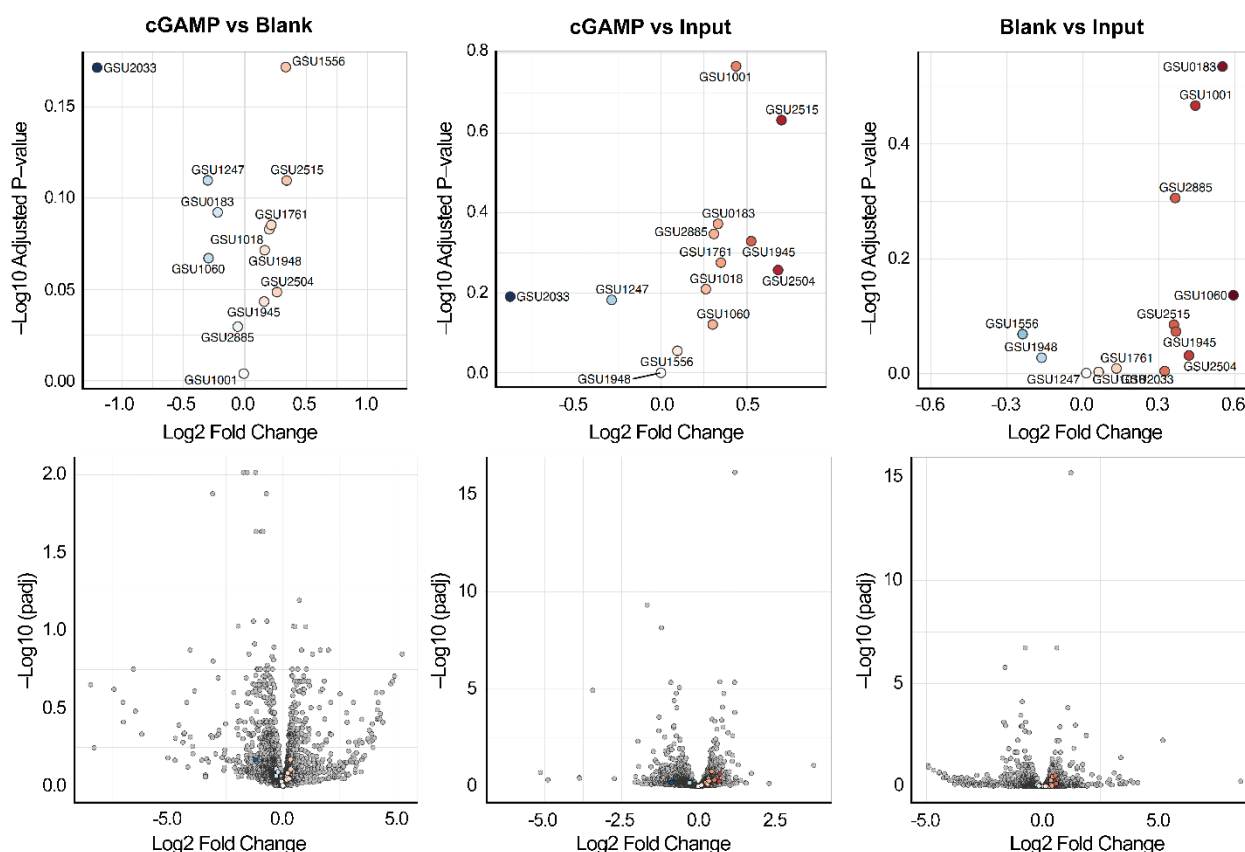 cGAMP vs Blank
cGAMP vs Input
Blank vs Input
–Log10 Adjusted P–value
0.15
0.10
0.05
0.00
GSU2033
GSU1556
GSU1247
GSU2515
GSU0183
GSU1761
GSU1018
GSU1948
GSU1060
GSU2504
GSU1945
GSU2885
GSU1001
-1.0
-0.5
0.0
0.5
1.0
Log2 Fold Change
–Log10 Adjusted P–value
0.8
0.6
0.4
0.2
0.0
GSU1001
GSU2515
GSU0183
GSU2885
GSU1945
GSU1761
GSU2504
GSU1018
GSU2033
GSU1247
GSU1060
GSU1556
GSU1948
-0.5
0.0
0.5
Log2 Fold Change
–Log10 Adjusted P–value
0.4
0.2
0.0
GSU0183
GSU1001
GSU2885
GSU1060
GSU1556
GSU2515
GSU1948
GSU1945
GSU1761
GSU2504
GSU1247
GSU2033
-0.6
-0.3
0.0
0.3
0.6
Log2 Fold Change
–Log10 (padj)
2.0
1.5
1.0
0.5
0.0
-5.0
0.0
5.0
Log2 Fold Change
–Log10 (padj)
15
10
5
0
-5.0
-2.5
0.0
2.5
Log2 Fold Change
–Log10 (padj)
15
10
5
0
-5.0
0.0
5.0
Log2 Fold Change